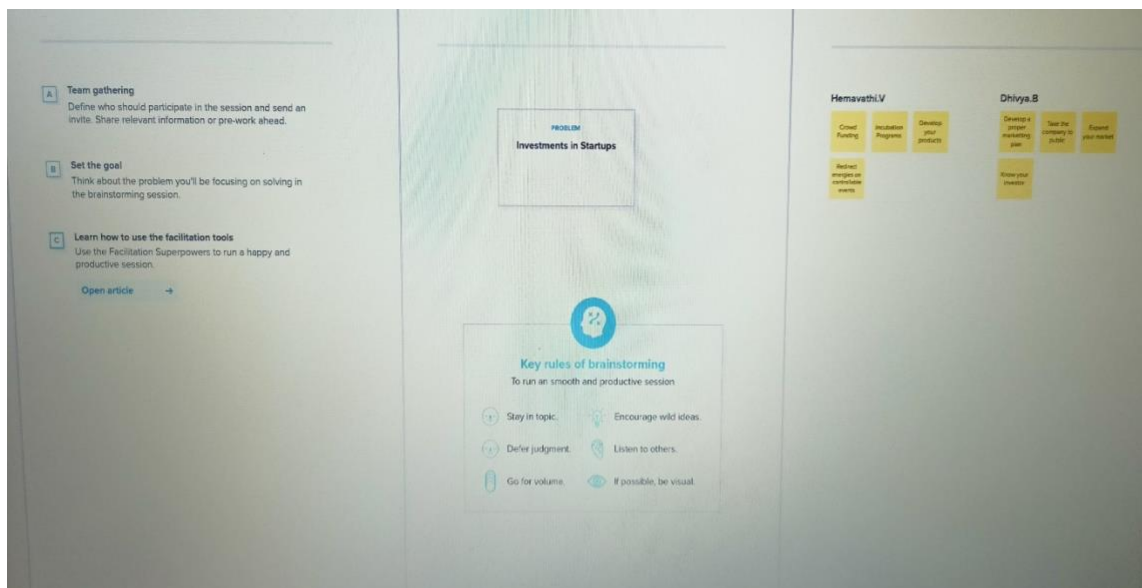 A
Team gathering
Define who should participate in the session and send an
invite. Share relevant information or pre-work ahead.
B
Set the goal
Think about the problem you'll be focusing on solving in
the brainstorming session.
C
Learn how to use the facilitation tools
Use the Facilitation Superpowers to run a happy and
productive session.
Open article →
PROBLEM
Investments in Startups
Key rules of brainstorming
To run an smooth and productive session
Stay in topic.
Encourage wild ideas.
Defer judgment.
Listen to others.
Go for volume.
If possible, be visual.
Hemavathi.V
Crowd
Funding
Incubation
Programs
Develop
your
products
Redirect
energies on
controllable
events
Dhivya.B
Develop a
proper
marketing
plan
Take the
company to
public
Expand
your market
Know your
investor